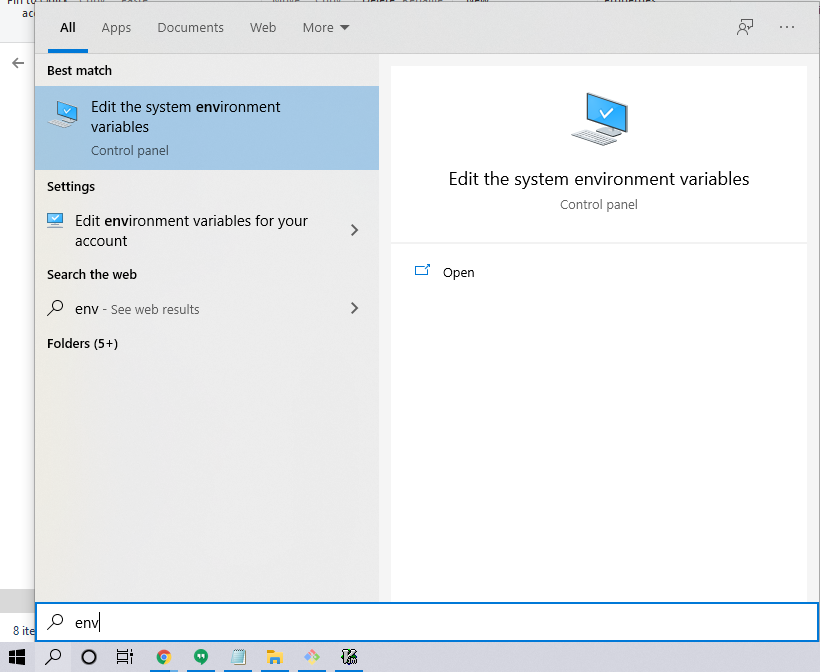 All Apps Documents Web More
Best match
Edit the system environment
variables
Control panel
Settings
Edit environment variables for your
account
Search the web
env - See web results
Folders (5+)
Edit the system environment variables
Control panel
Open
8 ite
env